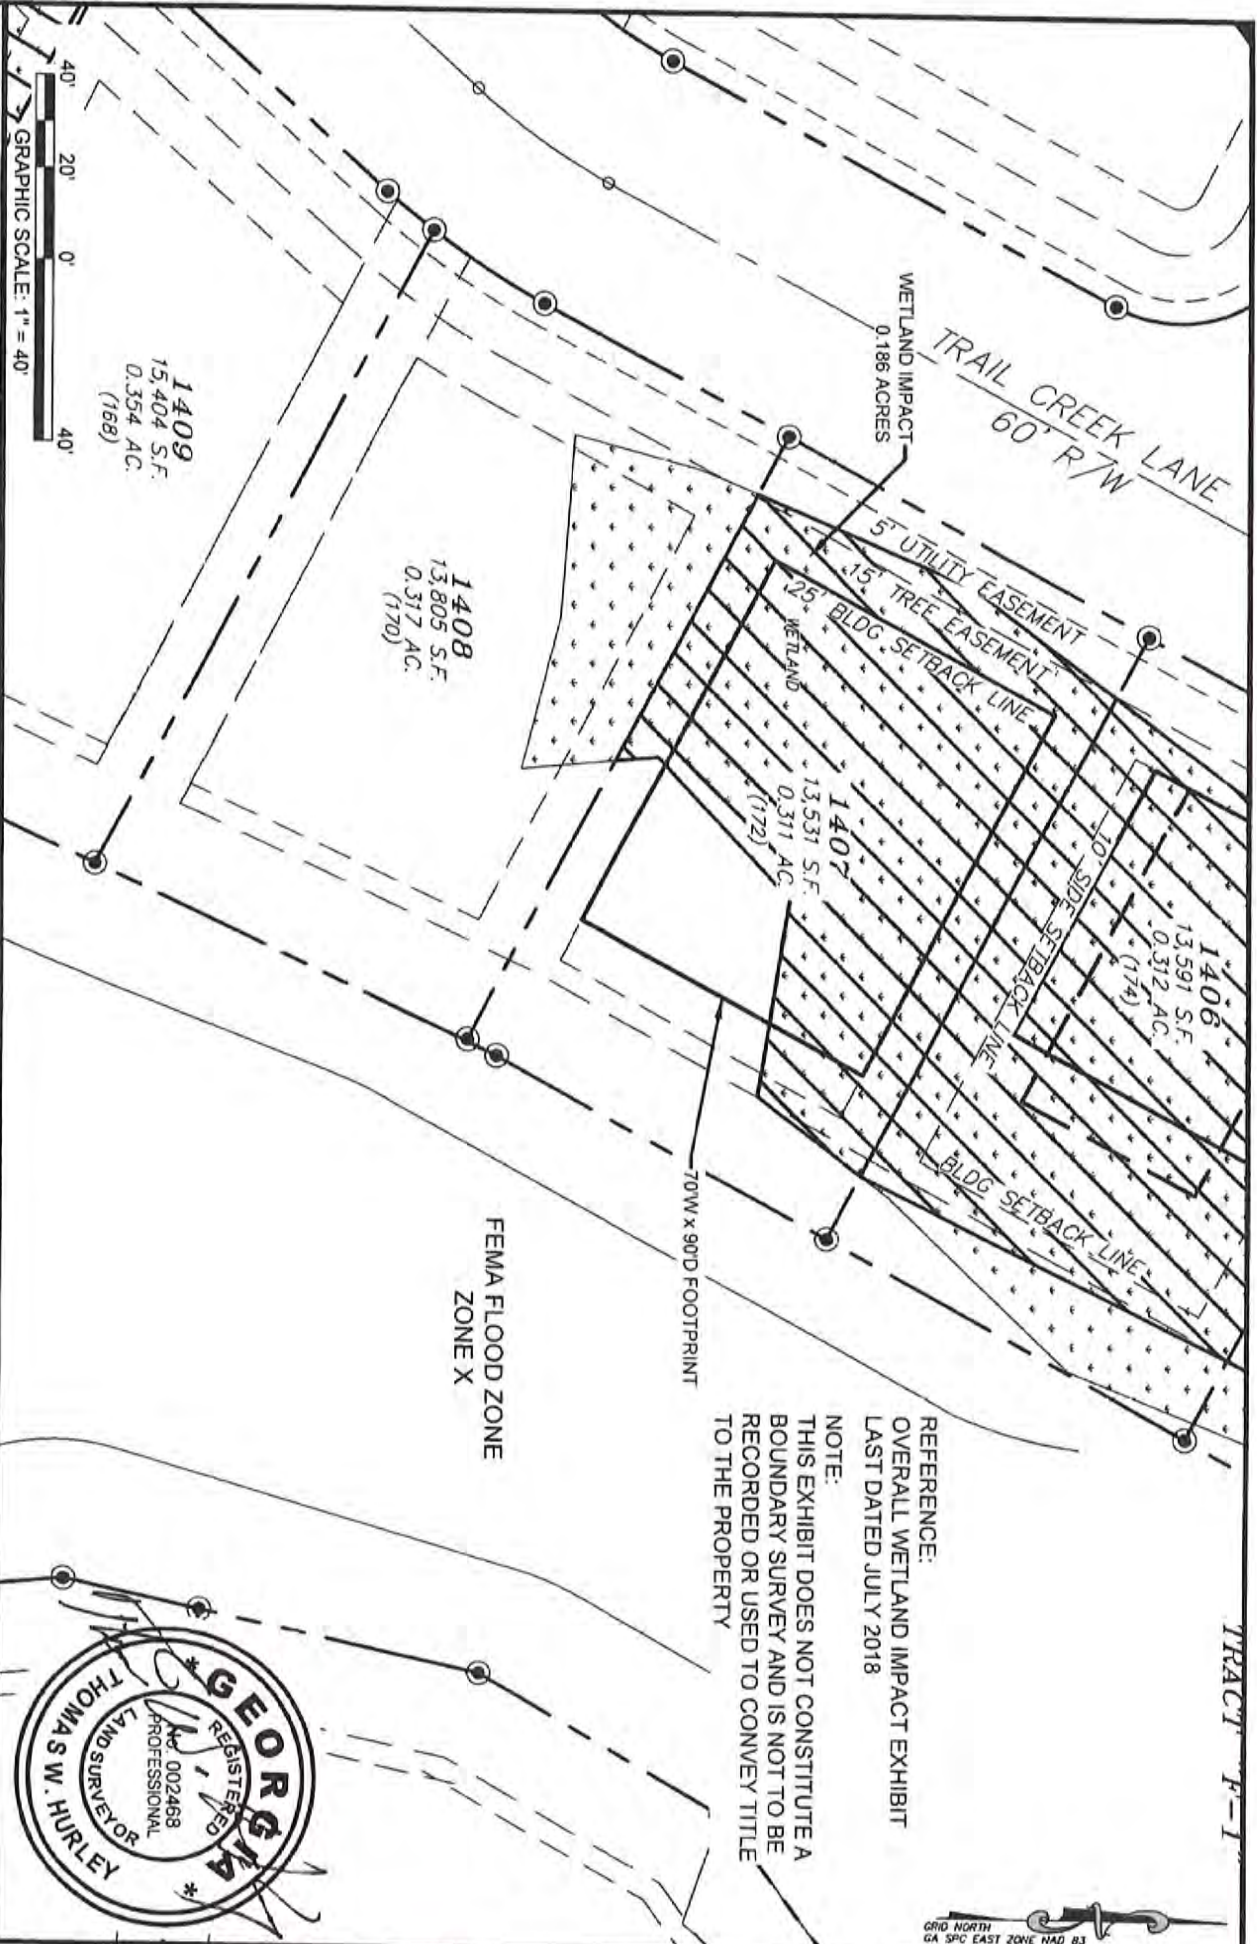 TRACT "F-1"
GRID NORTH
GA SPC EAST ZONE NAD 83
TRAIL CREEK LANE
60' R/W
WETLAND IMPACT
0.186 ACRES
5' UTILITY EASEMENT
15' TREE EASEMENT
25' BLDG SETBACK LINE
WETLAND
1406
13,591 S.F.
0.312 AC.
(174)
10' SIDE SETBACK LINE
BLDG SETBACK LINE
1407
13,531 S.F.
0.311 AC.
(172)
1408
13,805 S.F.
0.317 AC.
(170)
1409
15,404 S.F.
0.354 AC.
(168)
70'W x 90'D FOOTPRINT
FEMA FLOOD ZONE
ZONE X
REFERENCE:
OVERALL WETLAND IMPACT EXHIBIT
LAST DATED JULY 2018
NOTE:
THIS EXHIBIT DOES NOT CONSTITUTE A
BOUNDARY SURVEY AND IS NOT TO BE
RECORDED OR USED TO CONVEY TITLE
TO THE PROPERTY
40' 20' 0' 40'
GRAPHIC SCALE: 1" = 40'
* GEORGIA *
REGISTERED
No. 002468
PROFESSIONAL
LAND SURVEYOR
THOMAS W. HURLEY